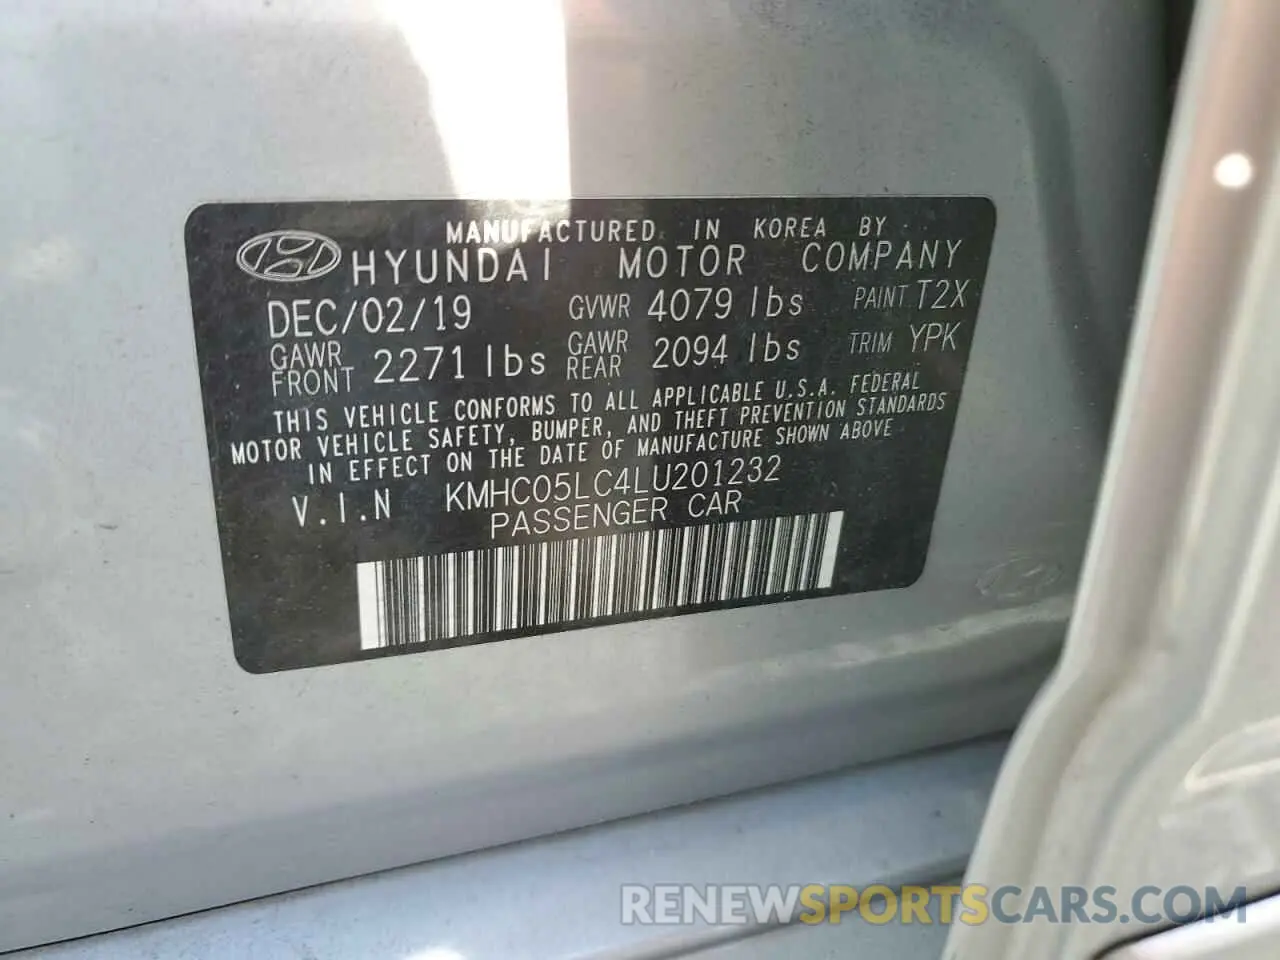 MANUFACTURED IN KOREA BY
HYUNDAI MOTOR COMPANY
DEC/02/19 GVWR 4079 lbs PAINT T2X
GAWR FRONT 2271 lbs GAWR REAR 2094 lbs TRIM YPK
THIS VEHICLE CONFORMS TO ALL APPLICABLE U.S.A. FEDERAL
MOTOR VEHICLE SAFETY, BUMPER, AND THEFT PREVENTION STANDARDS
IN EFFECT ON THE DATE OF MANUFACTURE SHOWN ABOVE
V.I.N KMHC05LC4LU201232
PASSENGER CAR
RENEWSPORTSCARS.COM